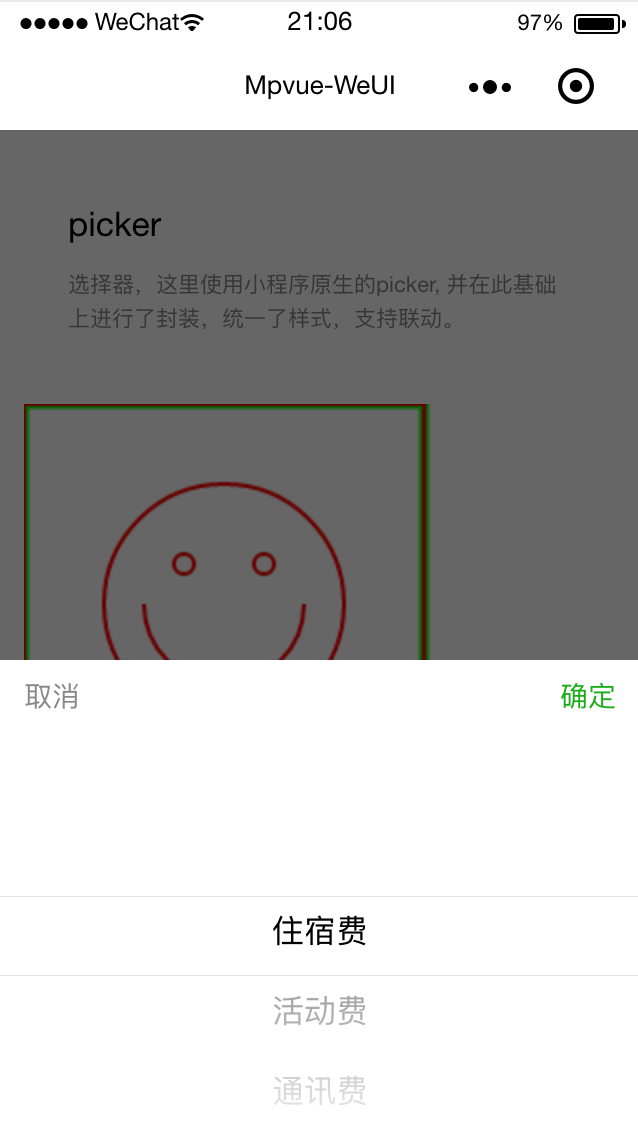 WeChat 21:06 97%
Mpvue-WeUI
picker
选择器，这里使用小程序原生的picker, 并在此基础
上进行了封装，统一了样式，支持联动。
取消 确定
住宿费
活动费
通讯费